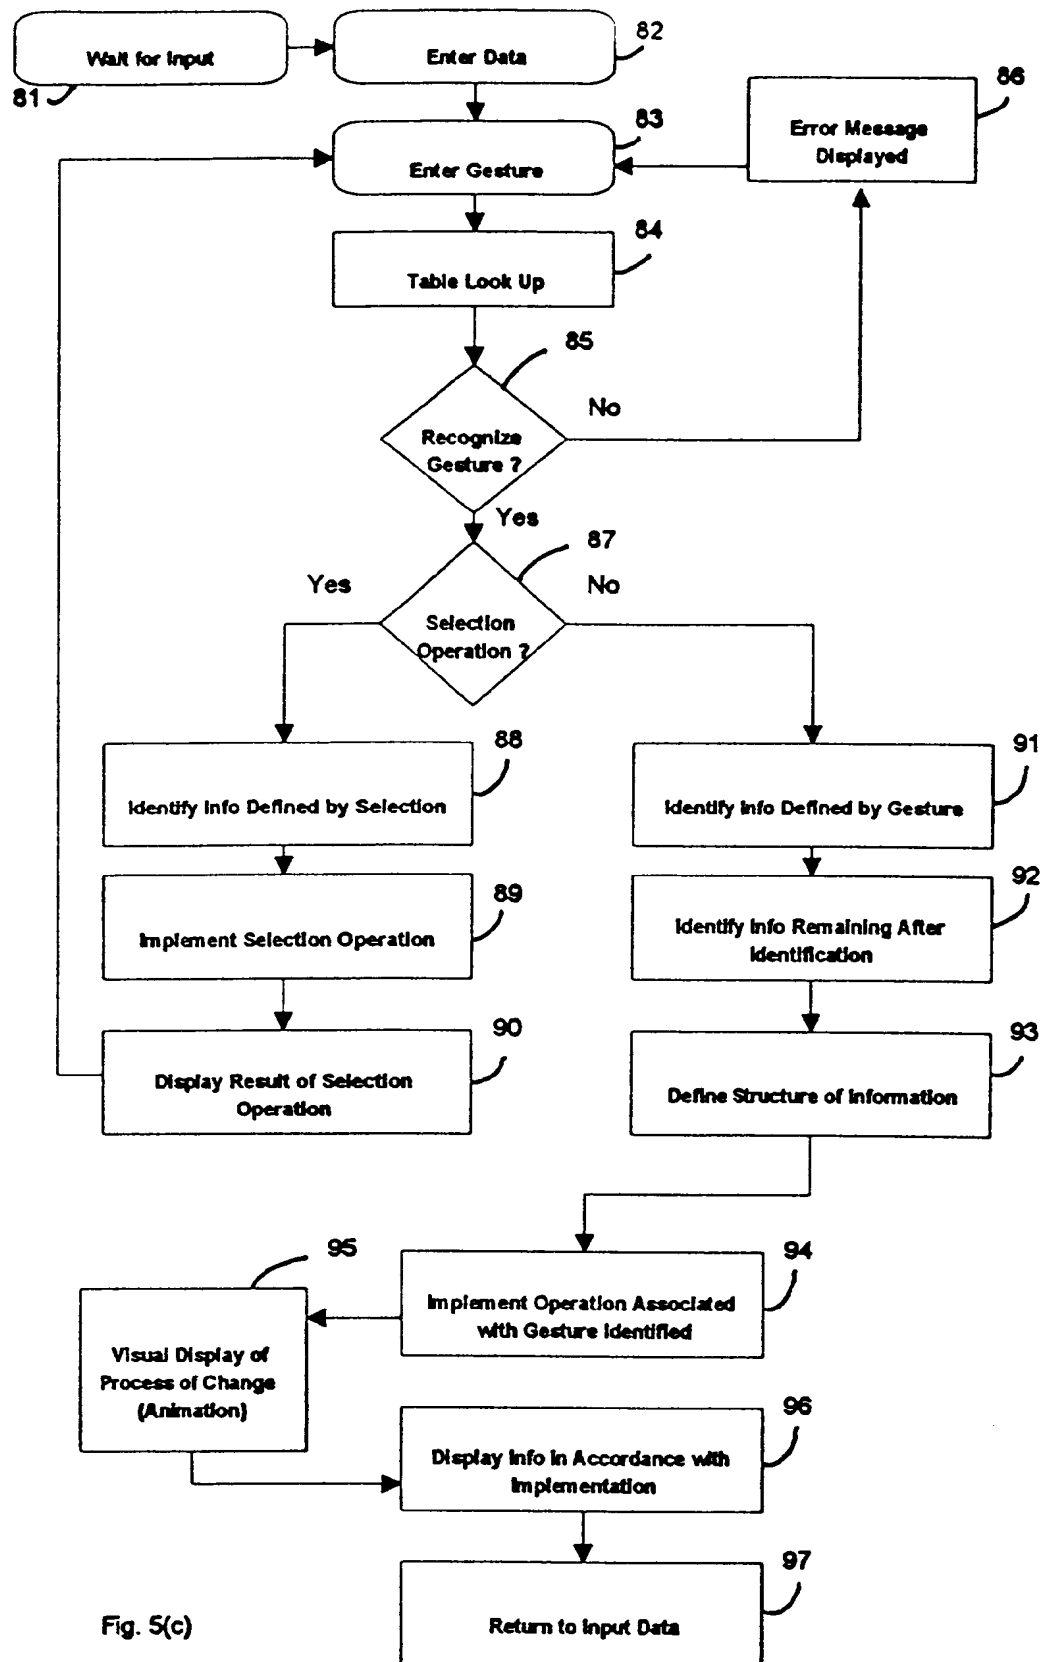 Wait for Input
81
Enter Data
82
Enter Gesture
83
Error Message
Displayed
86
Table Look Up
84
85
Recognize
Gesture ?
No
Yes
87
Selection
Operation ?
Yes
No
Identify Info Defined by Selection
88
Identify Info Defined by Gesture
91
Implement Selection Operation
89
Identify Info Remaining After
Identification
92
Display Result of Selection
Operation
90
Define Structure of Information
93
Implement Operation Associated
with Gesture Identified
94
95
Visual Display of
Process of Change
(Animation)
Display Info in Accordance with
Implementation
96
Return to Input Data
97
Fig. 5(c)